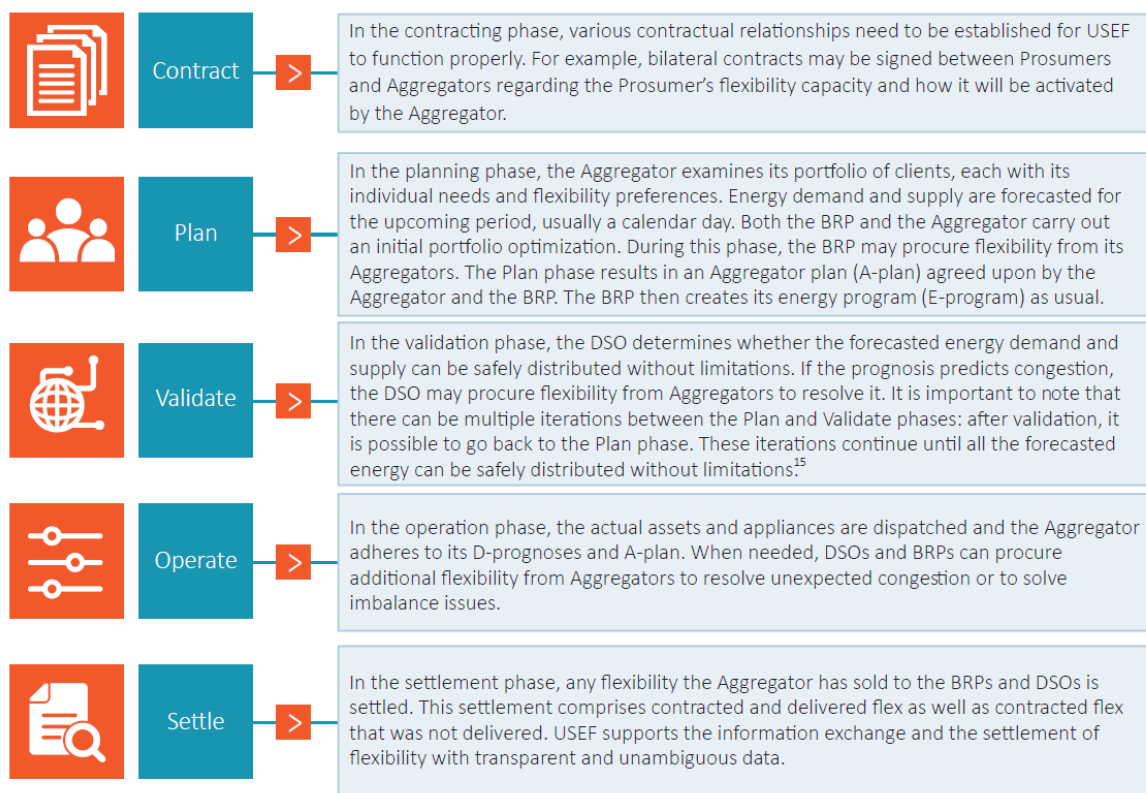 Contract
>
In the contracting phase, various contractual relationships need to be established for USEF
to function properly. For example, bilateral contracts may be signed between Prosumers
and Aggregators regarding the Prosumer's flexibility capacity and how it will be activated
by the Aggregator.
Plan
>
In the planning phase, the Aggregator examines its portfolio of clients, each with its
individual needs and flexibility preferences. Energy demand and supply are forecasted for
the upcoming period, usually a calendar day. Both the BRP and the Aggregator carry out
an initial portfolio optimization. During this phase, the BRP may procure flexibility from its
Aggregators. The Plan phase results in an Aggregator plan (A-plan) agreed upon by the
Aggregator and the BRP. The BRP then creates its energy program (E-program) as usual.
Validate
>
In the validation phase, the DSO determines whether the forecasted energy demand and
supply can be safely distributed without limitations. If the prognosis predicts congestion,
the DSO may procure flexibility from Aggregators to resolve it. It is important to note that
there can be multiple iterations between the Plan and Validate phases: after validation, it
is possible to go back to the Plan phase. These iterations continue until all the forecasted
energy can be safely distributed without limitations.15
Operate
>
In the operation phase, the actual assets and appliances are dispatched and the Aggregator
adheres to its D-prognoses and A-plan. When needed, DSOs and BRPs can procure
additional flexibility from Aggregators to resolve unexpected congestion or to solve
imbalance issues.
Settle
>
In the settlement phase, any flexibility the Aggregator has sold to the BRPs and DSOs is
settled. This settlement comprises contracted and delivered flex as well as contracted flex
that was not delivered. USEF supports the information exchange and the settlement of
flexibility with transparent and unambiguous data.